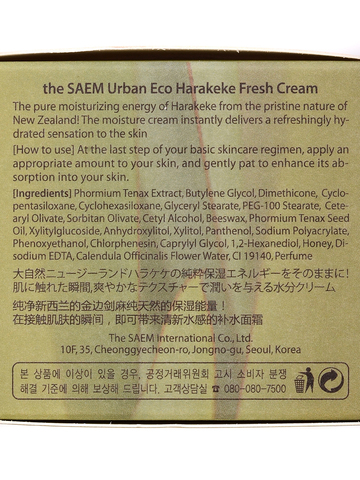 the SAEM Urban Eco Harakeke Fresh Cream
The pure moisturizing energy of Harakeke from the pristine nature of
New Zealand! The moisture cream instantly delivers a refreshingly hy-
drated sensation to the skin
[How to use] At the last step of your basic skincare regimen, apply an
appropriate amount to your skin, and gently pat to enhance its ab-
sorption into your skin.
[Ingredients] Phormium Tenax Extract, Butylene Glycol, Dimethicone, Cyclo-
pentasiloxane, Cyclohexasiloxane, Glyceryl Stearate, PEG-100 Stearate, Cete-
aryl Olivate, Sorbitan Olivate, Cetyl Alcohol, Beeswax, Phormium Tenax Seed
Oil, Xylitylglucoside, Anhydroxylitol, Xylitol, Panthenol, Sodium Polyacrylate,
Phenoxyethanol, Chlorphenesin, Caprylyl Glycol, 1,2-Hexanediol, Honey, Di-
sodium EDTA, Calendula Officinalis Flower Water, CI 19140, Perfume
大自然ニュージーランドハラケケの純粋保湿エネルギーをそのままに!
肌に触れた瞬間,爽やかなテクスチャーで潤いを与える水分クリーム
纯净新西兰的金边剑麻纯天然的保湿能量!
在接触肌肤的瞬间，即可带来清新水感的补水面霜
The SAEM International Co., Ltd.
10F, 35, Cheonggyecheon-ro, Jongno-gu, Seoul, Korea
본 상품에 이상이 있을 경우, 공정거래위원회 고시 소비자 분쟁
해결 기준에 의해 보상해 드립니다. 고객상담실 ☎ 080-080-7500